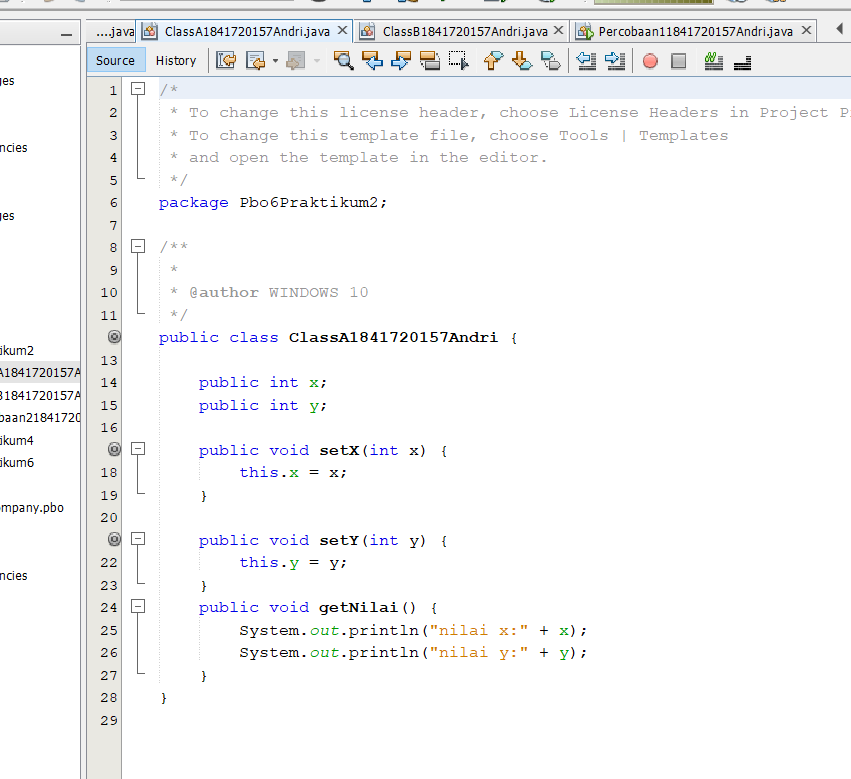 ....java ClassA1841720157Andri.java ClassB1841720157Andri.java Percobaan11841720157Andri.java
Source History
ges
ncies
ges
ikum2
A1841720157A
31841720157A
baan21841720
ikum4
ikum6
ompany.pbo
ncies
1 /*
2 * To change this license header, choose License Headers in Project P
3 * To change this template file, choose Tools | Templates
4 * and open the template in the editor.
5 */
6 package Pbo6Praktikum2;
7
8 /**
9 *
10 * @author WINDOWS 10
11 */
public class ClassA1841720157Andri {
13
14 public int x;
15 public int y;
16
public void setX(int x) {
18 this.x = x;
19 }
20
public void setY(int y) {
22 this.y = y;
23 }
24 public void getNilai() {
25 System.out.println("nilai x:" + x);
26 System.out.println("nilai y:" + y);
27 }
28 }
29